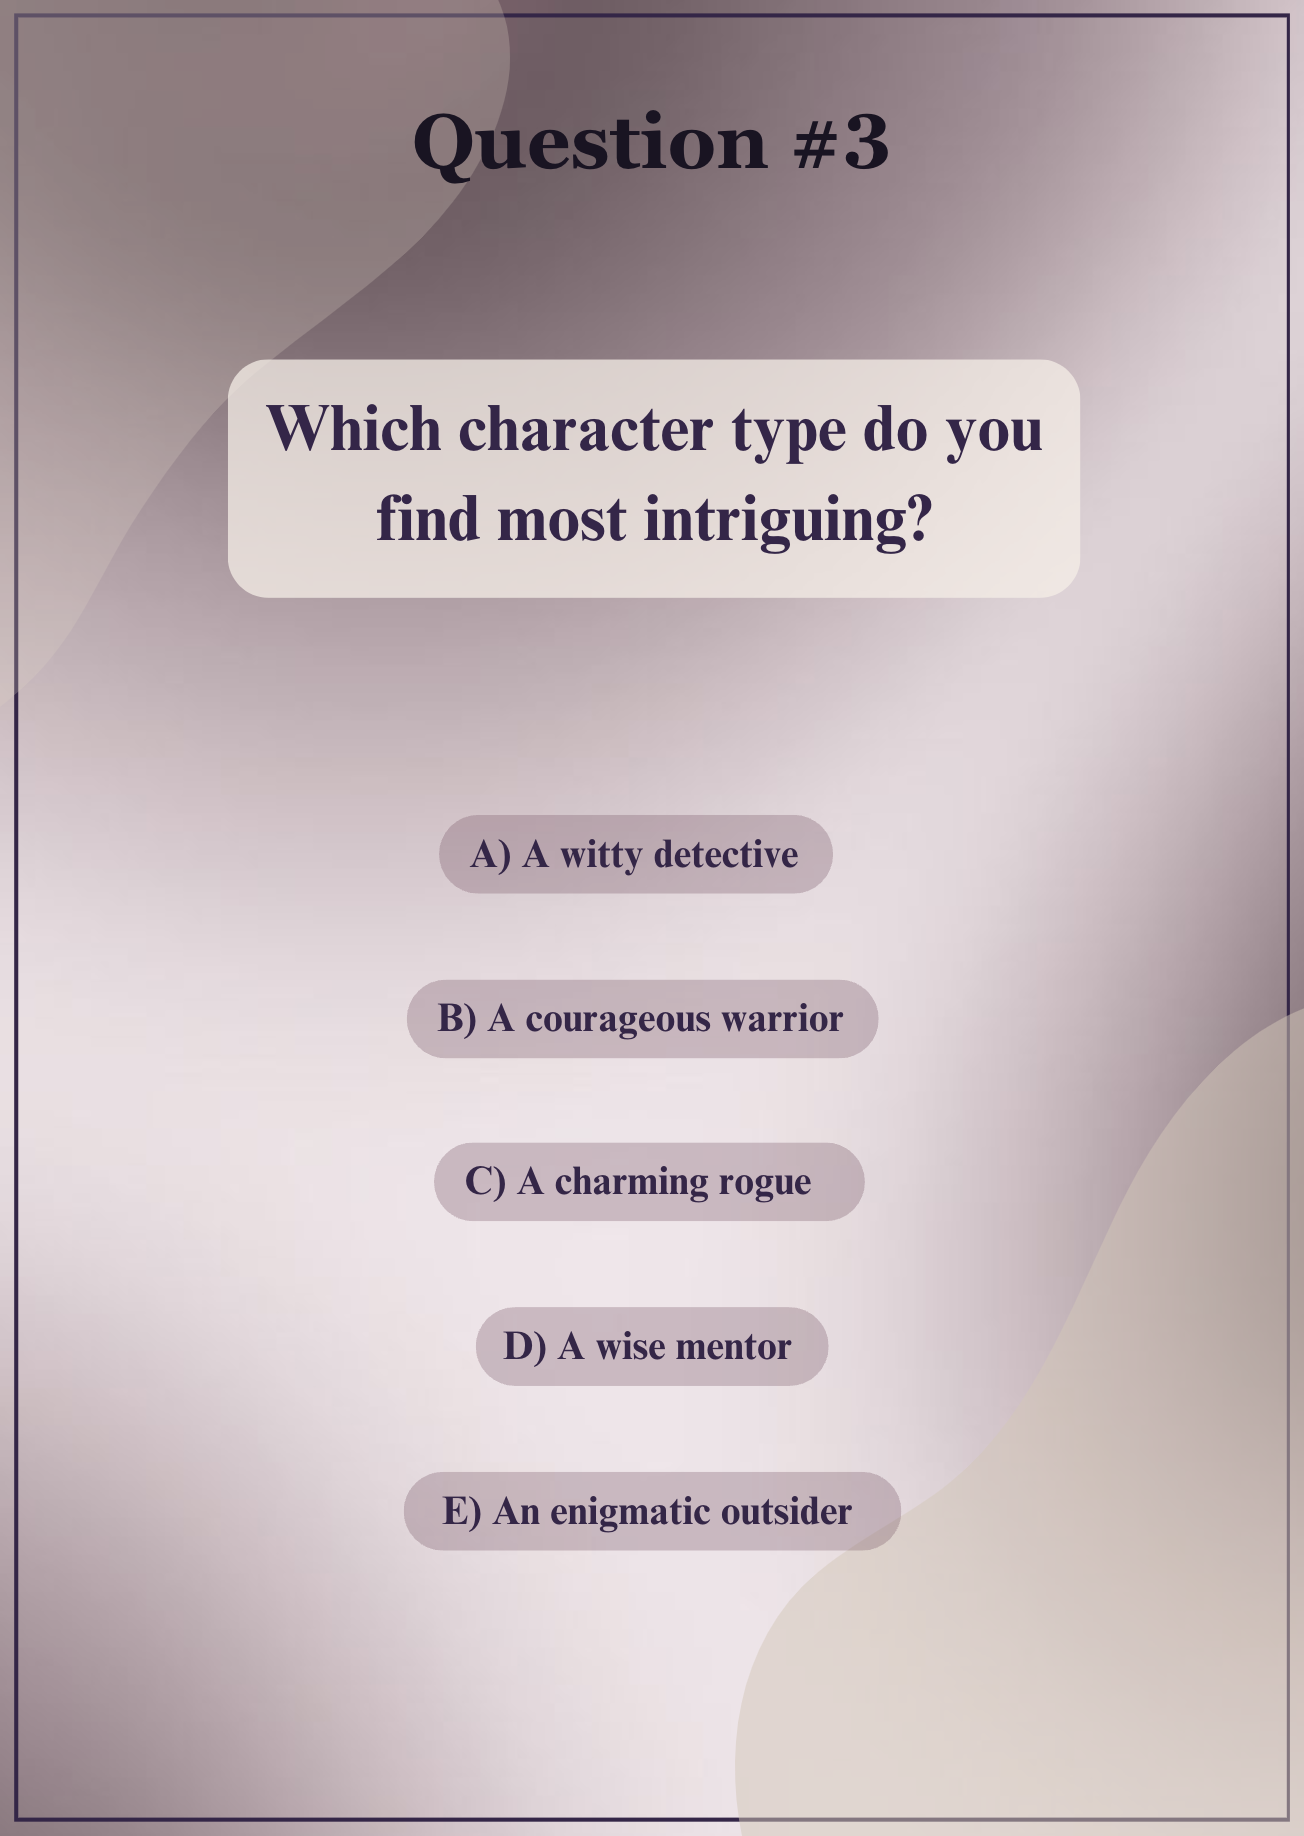 Question #3
Which character type do you
find most intriguing?
A) A witty detective
B) A courageous warrior
C) A charming rogue
D) A wise mentor
E) An enigmatic outsider